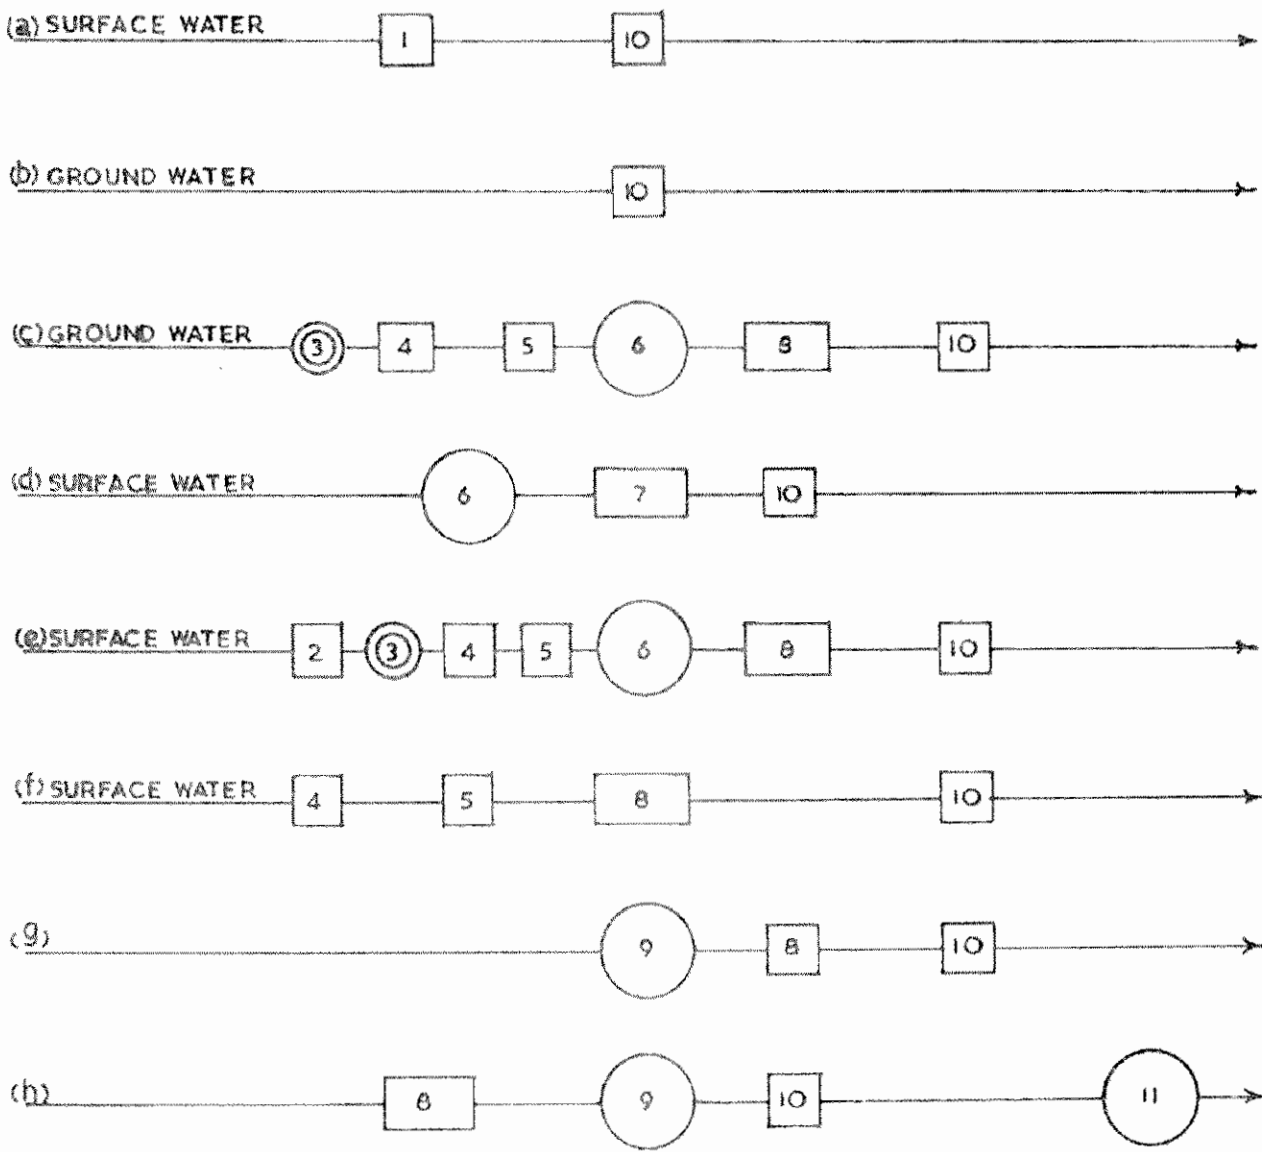 (a) SURFACE WATER 1 10
(b) GROUND WATER 10
(c) GROUND WATER 3 4 5 6 8 10
(d) SURFACE WATER 6 7 10
(e) SURFACE WATER 2 3 4 5 6 8 10
(f) SURFACE WATER 4 5 8 10
(g) 9 8 10
(h) 8 9 10 11